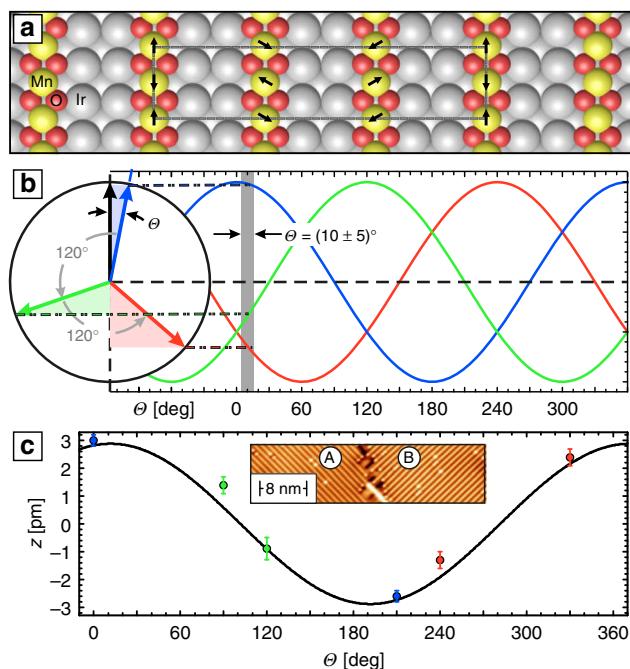 a
Mn
O Ir
b
Θ
120°
120°
Θ = (10 ± 5)°
Θ [deg] 0 60 120 180 240 300
c
A B
⊦8 nm⊣
3
2
1
0
−1
−2
−3
z [pm]
0 60 120 180 240 300 360
Θ [deg]